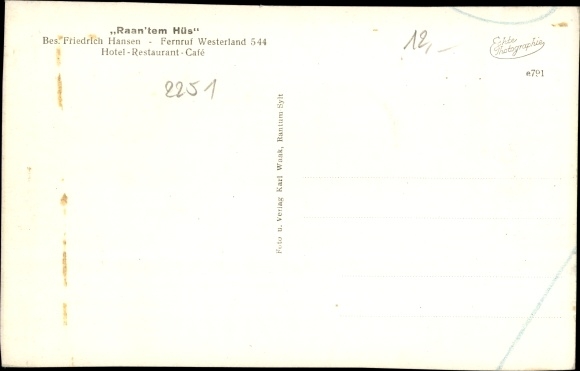 „Raan'tem Hüs“
Bes. Friedrich Hansen - Fernruf Westerland 544
Hotel-Restaurant-Café
2251
12,-
Echte
Photographie
e791
Foto u. Verlag Karl Waak, Rantum Sylt